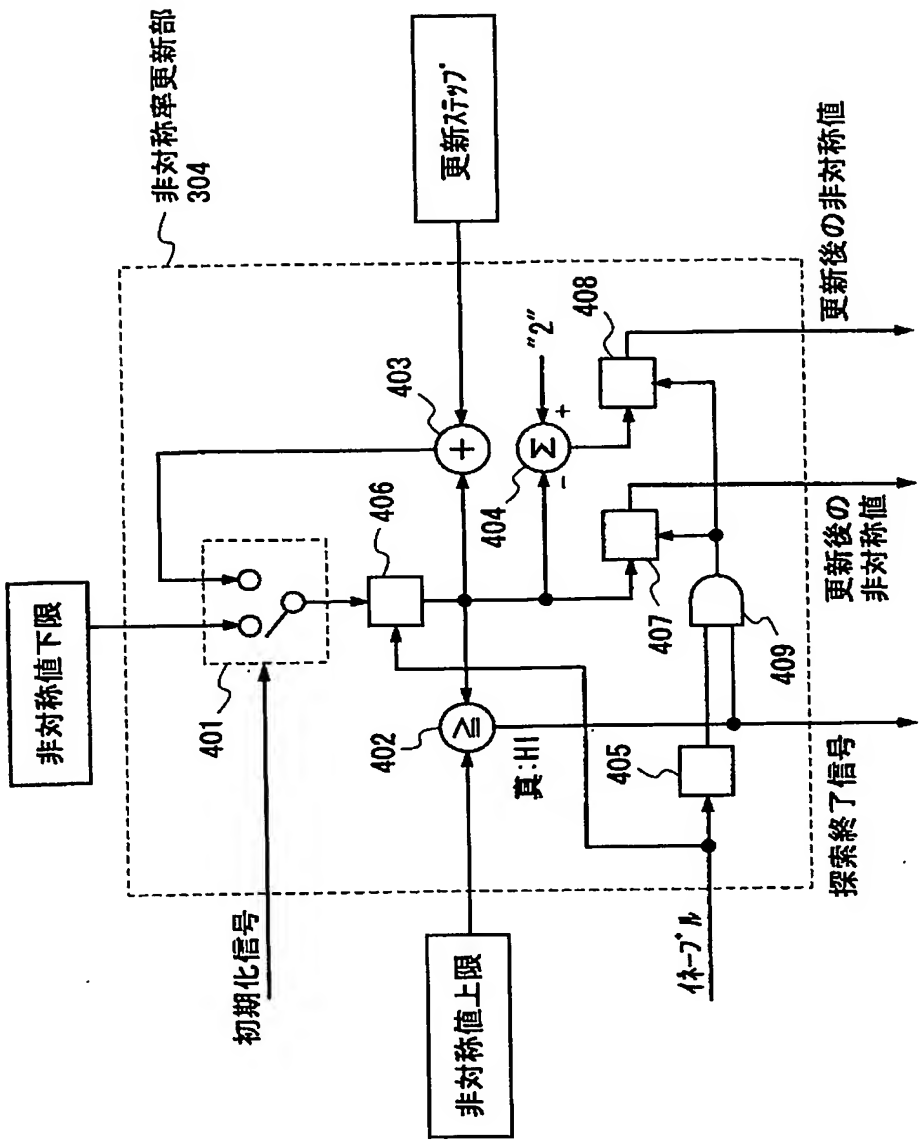 非対称率更新部
304
非対称値下限
更新ステップ
初期化信号
401
403
406
402
≧
+
"2"
Σ
+
-
404
408
真:HI
407
非対称値上限
405
409
イネーブル
探索終了信号
更新後の
非対称値
更新後の非対称値